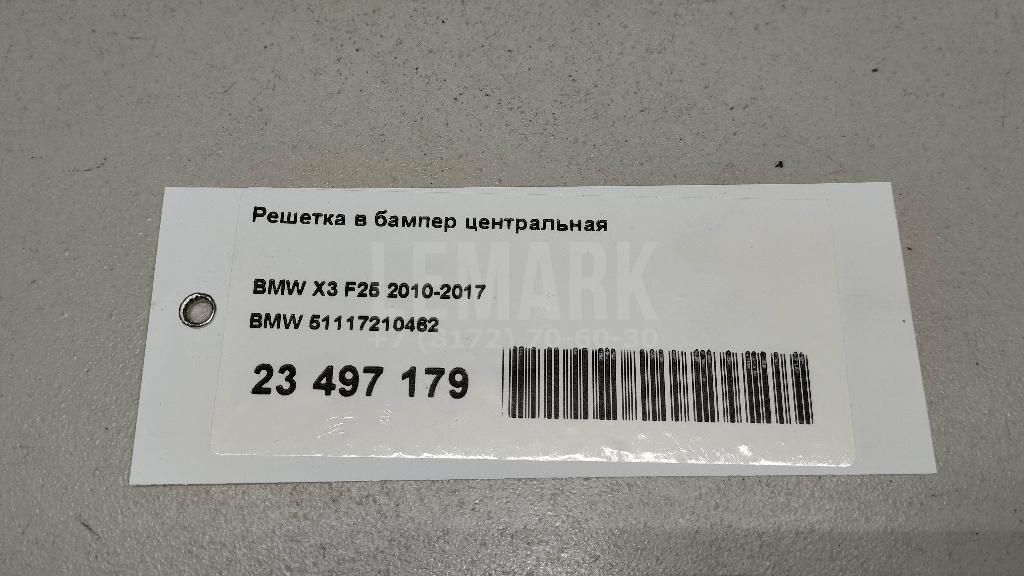 Решетка в бампер центральная
LEMARK
BMW X3 F25 2010-2017
BMW 51117210462
+7 (8172) 70-60-30
23 497 179